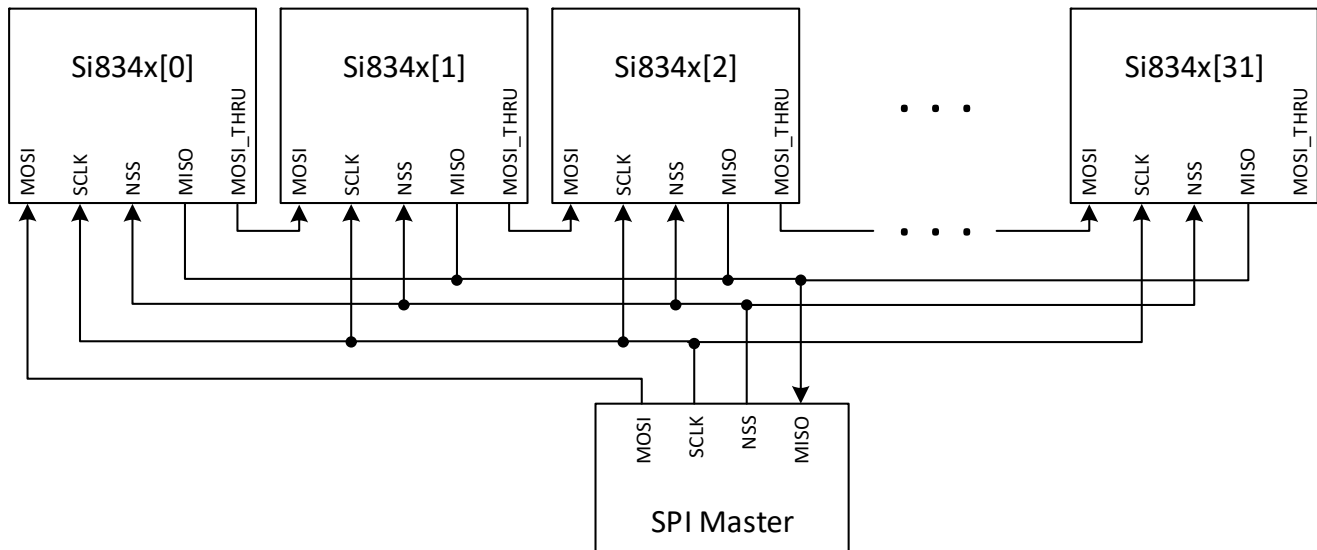 Si834x[0]
Si834x[1]
Si834x[2]
Si834x[31]
MOSI
SCLK
NSS
MISO
MOSI_THRU
MOSI
SCLK
NSS
MISO
MOSI_THRU
MOSI
SCLK
NSS
MISO
MOSI_THRU
MOSI
SCLK
NSS
MISO
MOSI_THRU
MOSI
SCLK
NSS
MISO
SPI Master